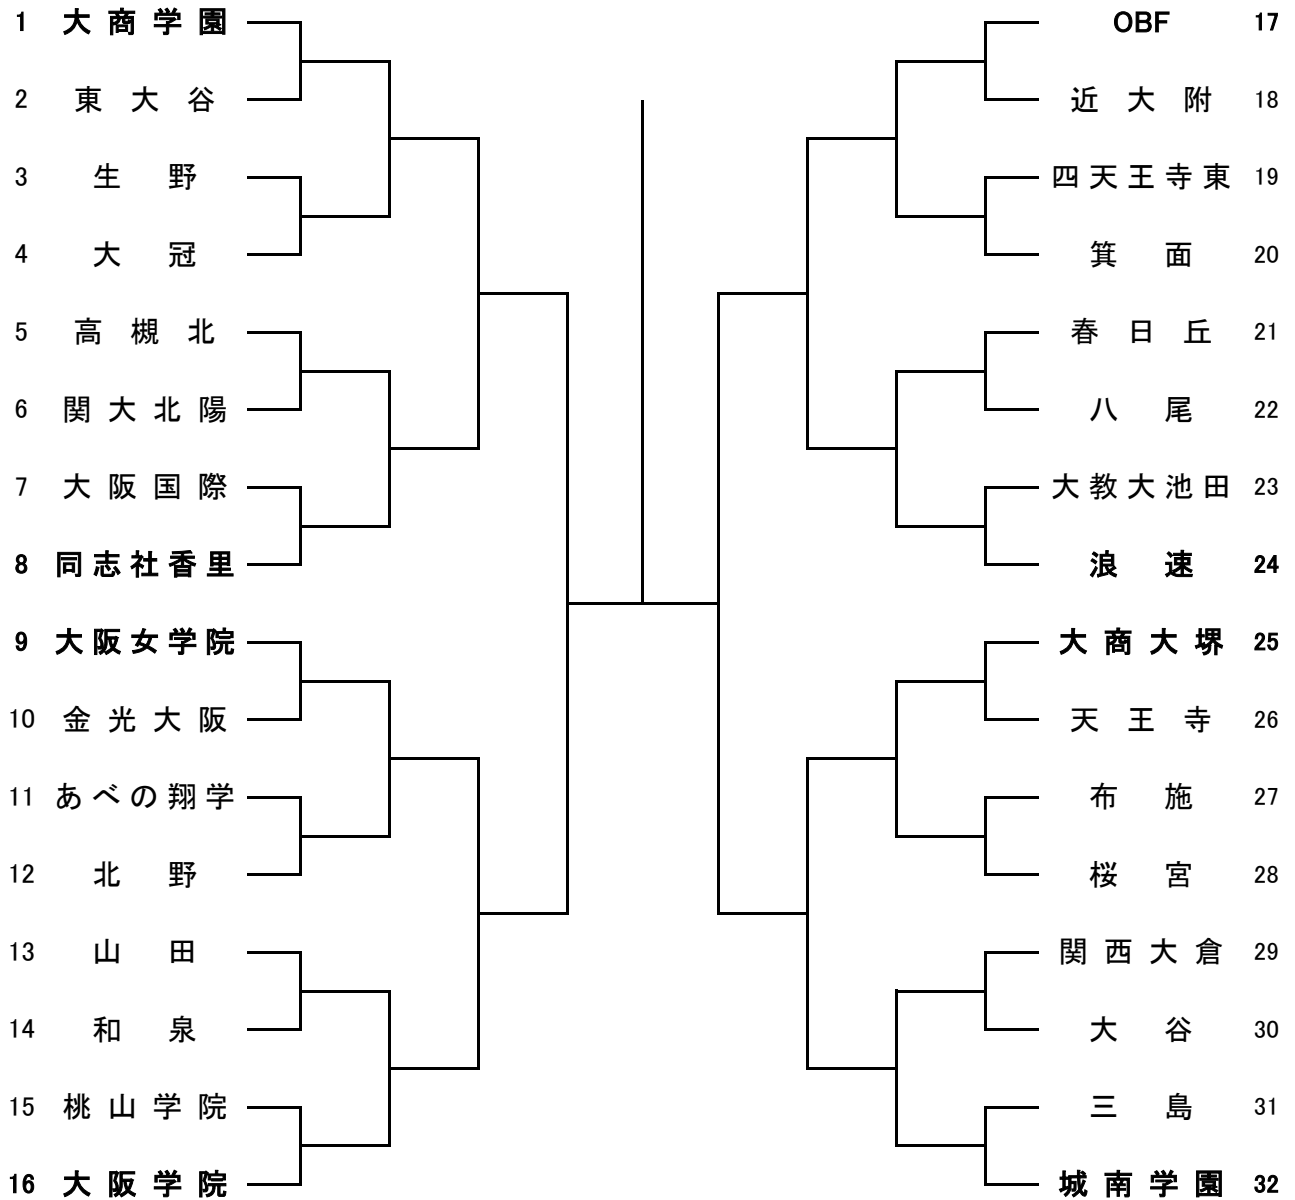 1 大商学園
2 東大谷
3 生野
4 大冠
5 高槻北
6 関大北陽
7 大阪国際
8 同志社香里
9 大阪女学院
10 金光大阪
11 あべの翔学
12 北野
13 山田
14 和泉
15 桃山学院
16 大阪学院
OBF 17
近大附 18
四天王寺東 19
箕面 20
春日丘 21
八尾 22
大教大池田 23
浪速 24
大商大堺 25
天王寺 26
布施 27
桜宮 28
関西大倉 29
大谷 30
三島 31
城南学園 32